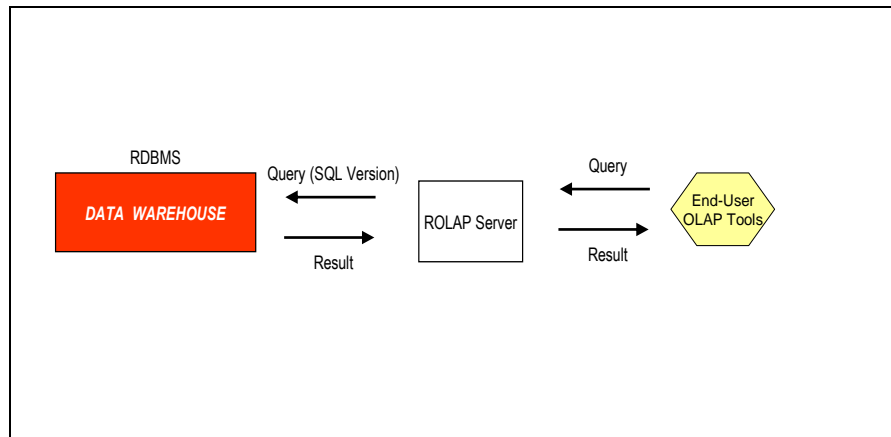 RDBMS
DATA WAREHOUSE
Query (SQL Version)
Result
ROLAP Server
Query
Result
End-User
OLAP Tools